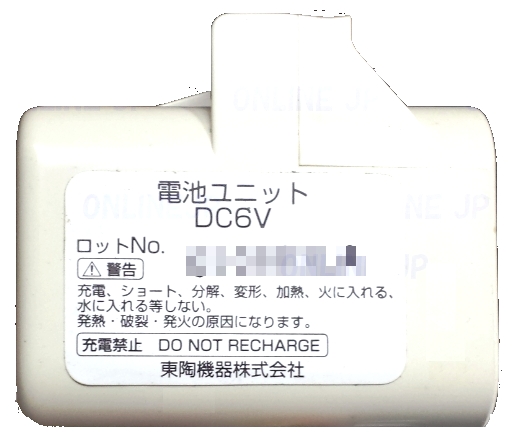 電池ユニット
DC6V
ロットNo.
⚠ 警告
充電、ショート、分解、変形、加熱、火に入れる、
水に入れる等しない。
発熱・破裂・発火の原因になります。
充電禁止 DO NOT RECHARGE
東陶機器株式会社